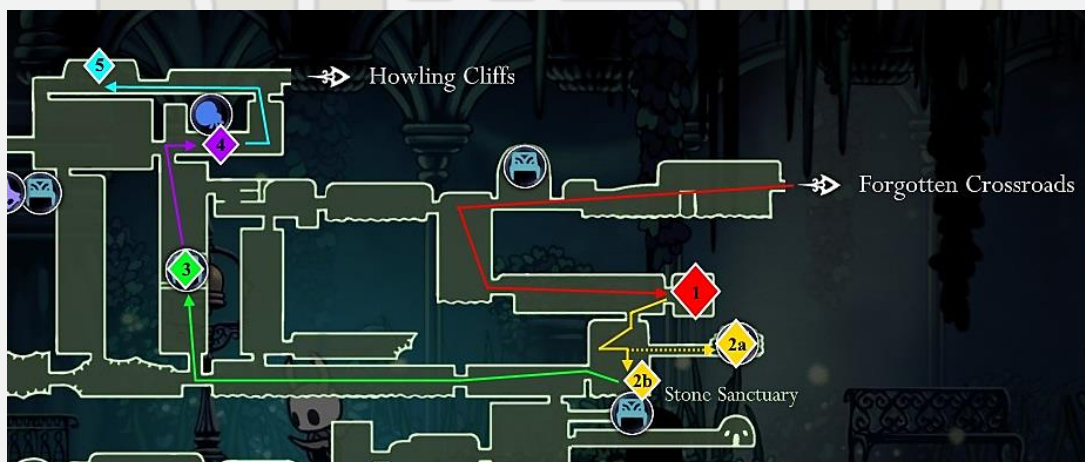 5
Howling Cliffs
4
Forgotten Crossroads
3
1
2a
2b
Stone Sanctuary